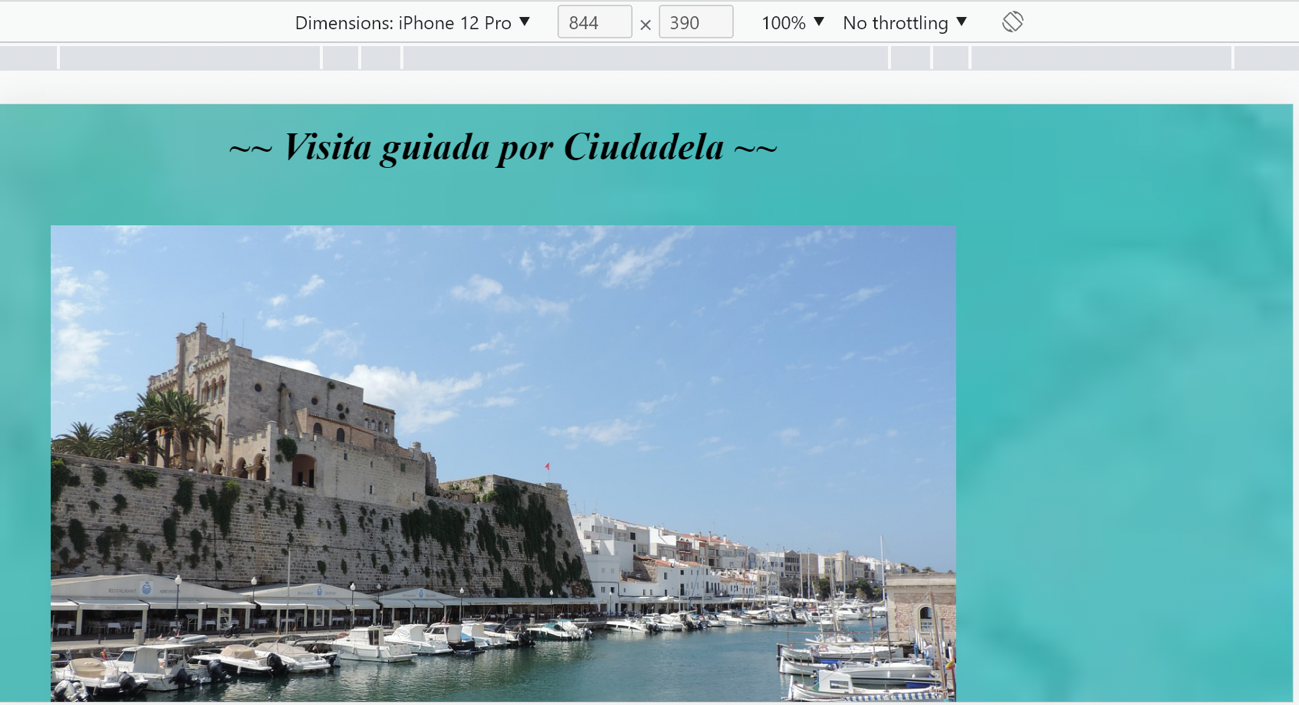 Dimensions: iPhone 12 Pro ▼ 844 × 390 100% ▼ No throttling ▼
~~ Visita guiada por Ciudadela ~~